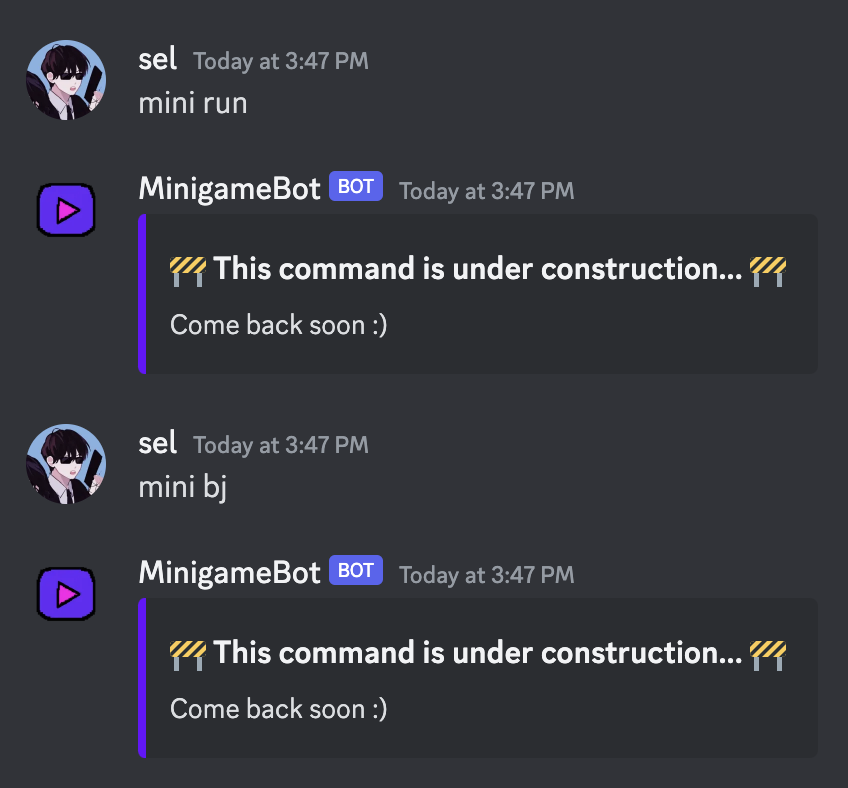 sel Today at 3:47 PM
mini run
MinigameBot BOT Today at 3:47 PM
🚧 This command is under construction... 🚧
Come back soon :)
sel Today at 3:47 PM
mini bj
MinigameBot BOT Today at 3:47 PM
🚧 This command is under construction... 🚧
Come back soon :)